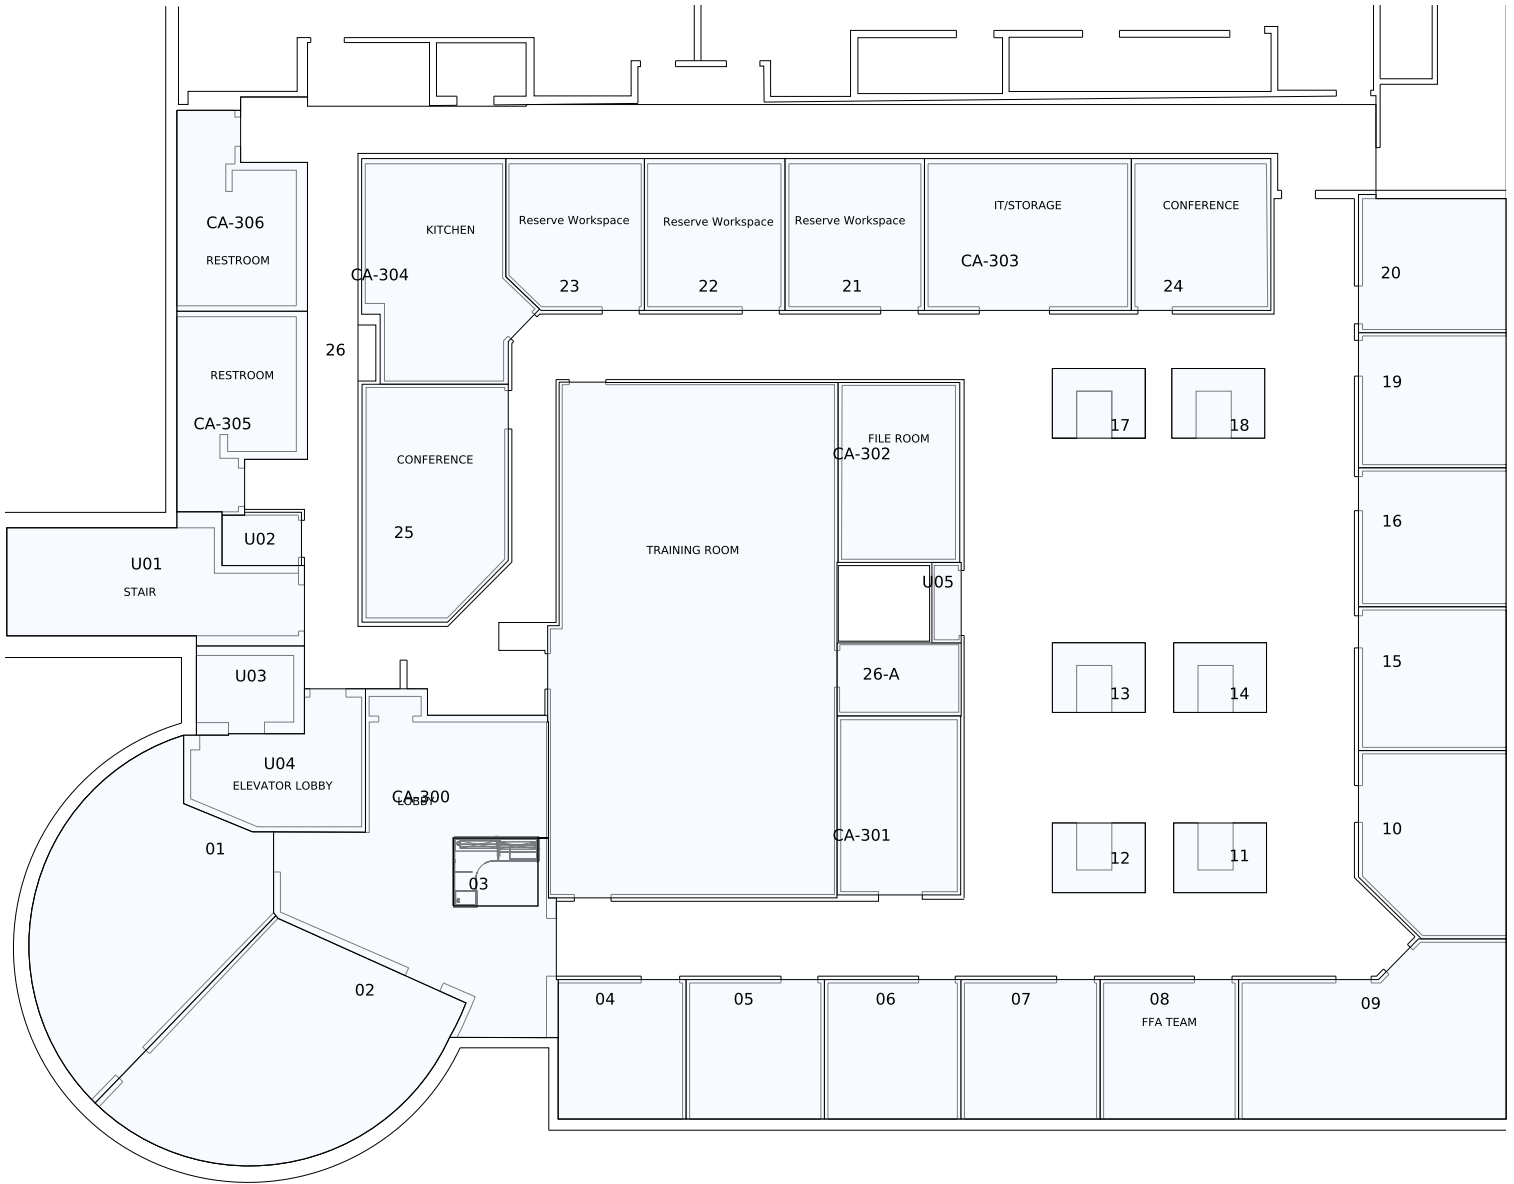 CA-306
RESTROOM
KITCHEN
CA-304
Reserve Workspace
23
Reserve Workspace
22
Reserve Workspace
21
IT/STORAGE
CA-303
CONFERENCE
24
20
26
RESTROOM
CA-305
19
17
18
CONFERENCE
25
FILE ROOM
CA-302
16
U02
U01
STAIR
TRAINING ROOM
U05
15
U03
26-A
13
14
U04
ELEVATOR LOBBY
CA-300
LOBBY
CA-301
10
12
11
01
03
02
04
05
06
07
08
FFA TEAM
09